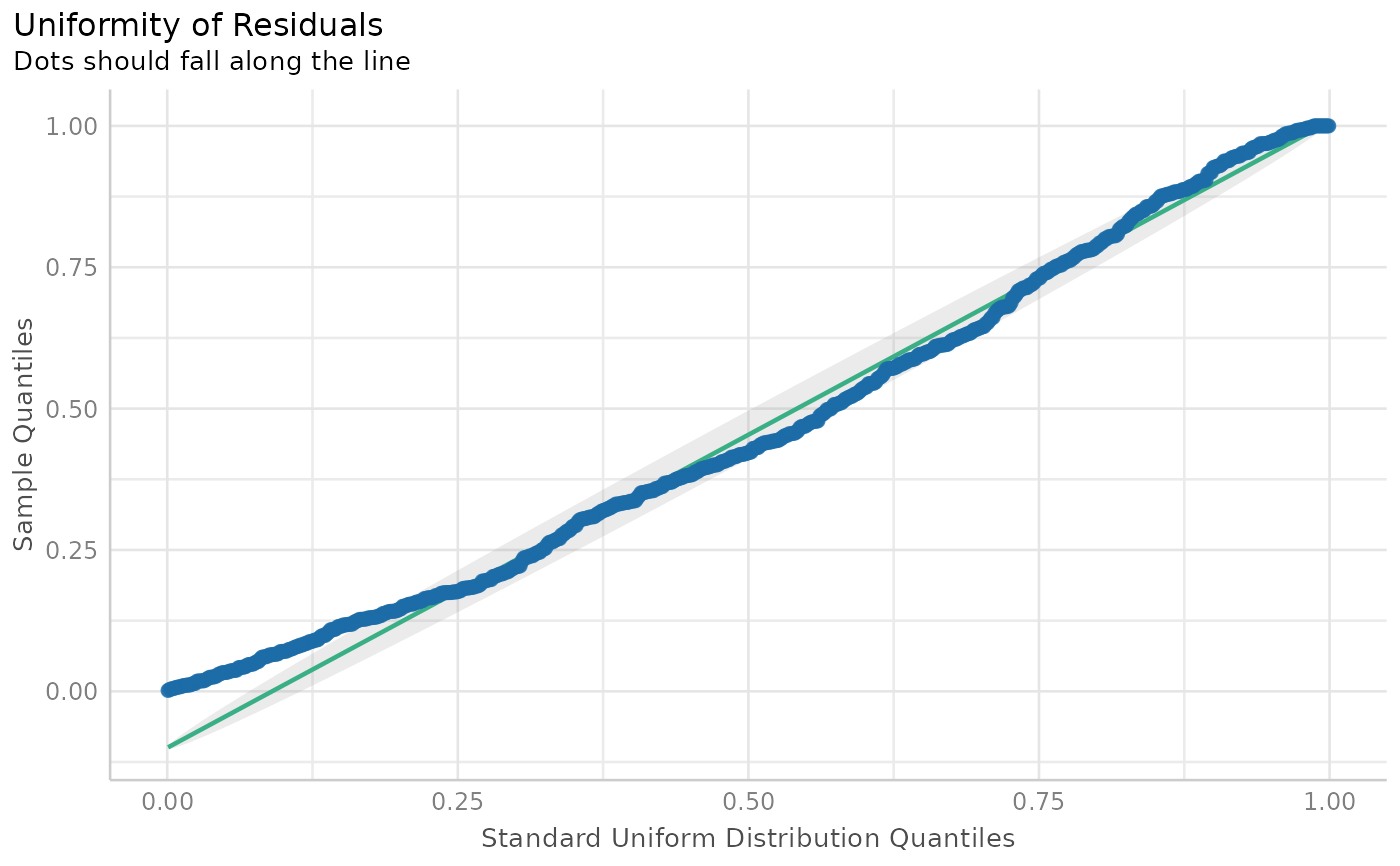 Uniformity of Residuals
Dots should fall along the line
1.00
0.75
0.50
0.25
0.00
Sample Quantiles
0.00 0.25 0.50 0.75 1.00
Standard Uniform Distribution Quantiles